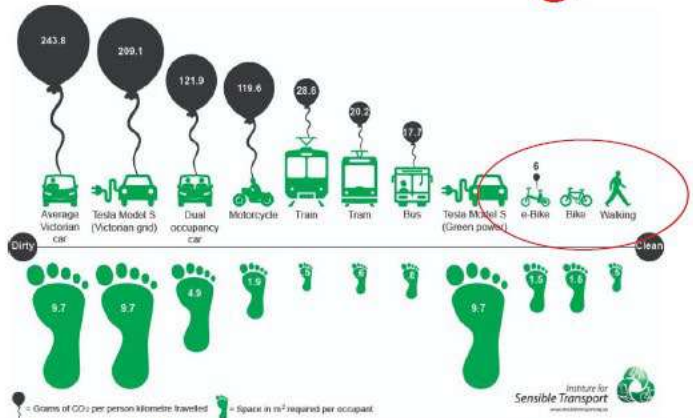 243.8
209.1
121.9
119.6
28.6
20.2
17.7
6
Average Victorian car
Tesla Model S (Victorian grid)
Dual occupancy car
Motorcycle
Train
Tram
Bus
Tesla Model S (Green power)
e-Bike
Bike
Walking
Dirty
Clean
9.7
9.7
4.9
1.9
9.7
1.5
1.5
= Grams of CO2 per person kilometre travelled
= Space in m2 required per occupant
Institute for
Sensible Transport